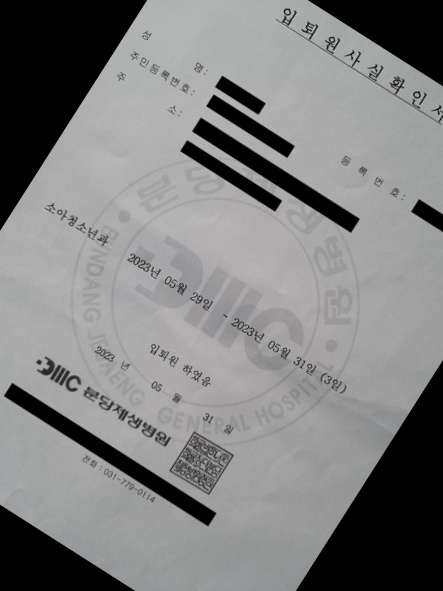 입퇴원사실확인서
성 명:
주민등록번호:
등 록 번 호:
주 소:
소아청소년과 2023년 05월 29일 ~ 2023년 05월 31일 (3일)
입퇴원 하였음
2023 년 05 월 31 일
DMC 분당제생병원
전화 : 031-779-0114
분당제생병원
BUNDANG JESAENG GENERAL HOSPITAL
DMC